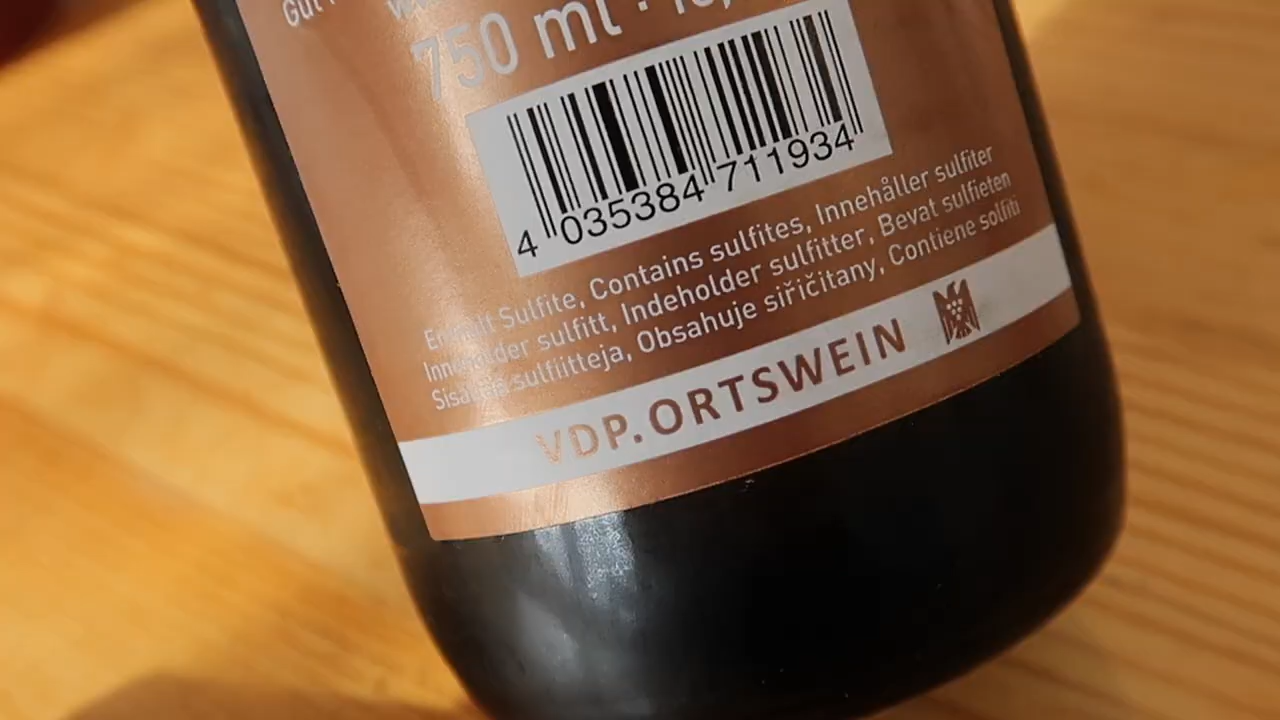 Gut
750 ml
4 035384 711934
Enthält Sulfite, Contains sulfites, Innehåller sulfiter
Inneholder sulfitt, Indeholder sulfitter, Bevat sulfieten
Sisältää sulfiitteja, Obsahuje siřičitany, Contiene solfiti
VDP.ORTSWEIN